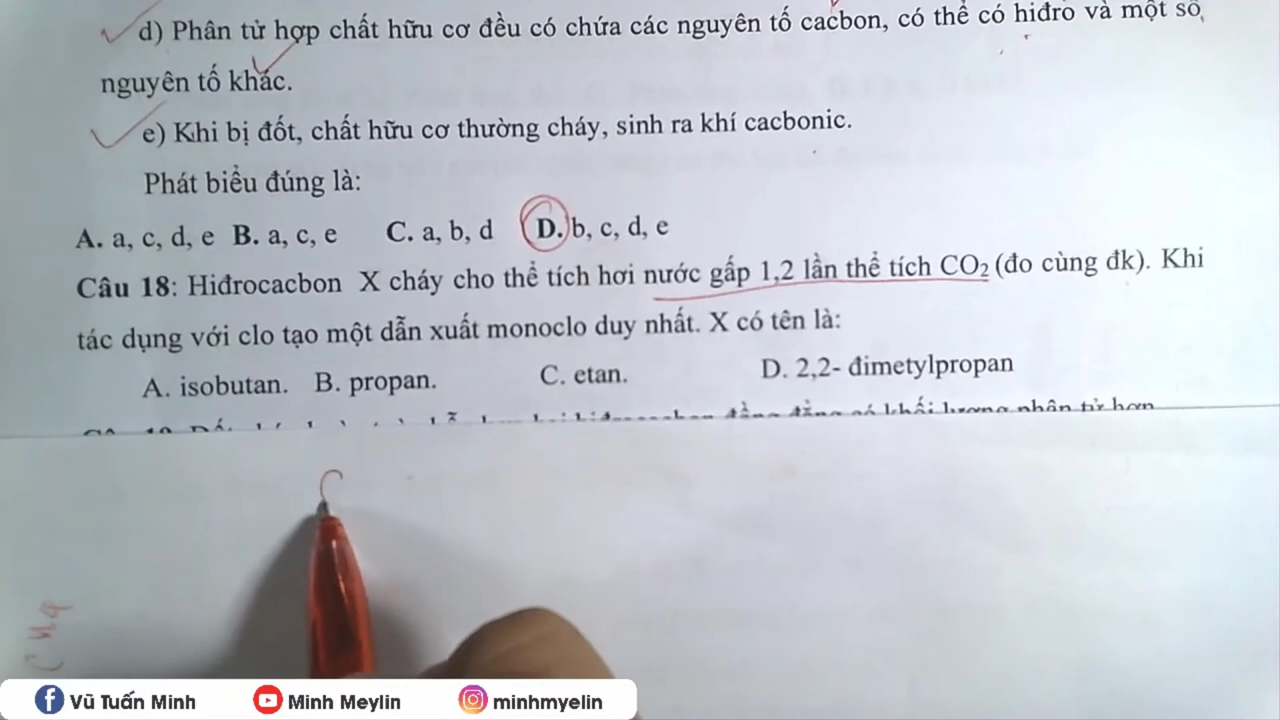 d) Phân tử hợp chất hữu cơ đều có chứa các nguyên tố cacbon, có thể có hiđro và một số
nguyên tố khác.
e) Khi bị đốt, chất hữu cơ thường cháy, sinh ra khí cacbonic.
Phát biểu đúng là:
A. a, c, d, e B. a, c, e C. a, b, d D. b, c, d, e
Câu 18: Hiđrocacbon X cháy cho thể tích hơi nước gấp 1,2 lần thể tích CO₂ (đo cùng đk). Khi
tác dụng với clo tạo một dẫn xuất monoclo duy nhất. X có tên là:
A. isobutan. B. propan. C. etan. D. 2,2- đimetylpropan
C
Vũ Tuấn Minh Minh Meylin minhmyelin